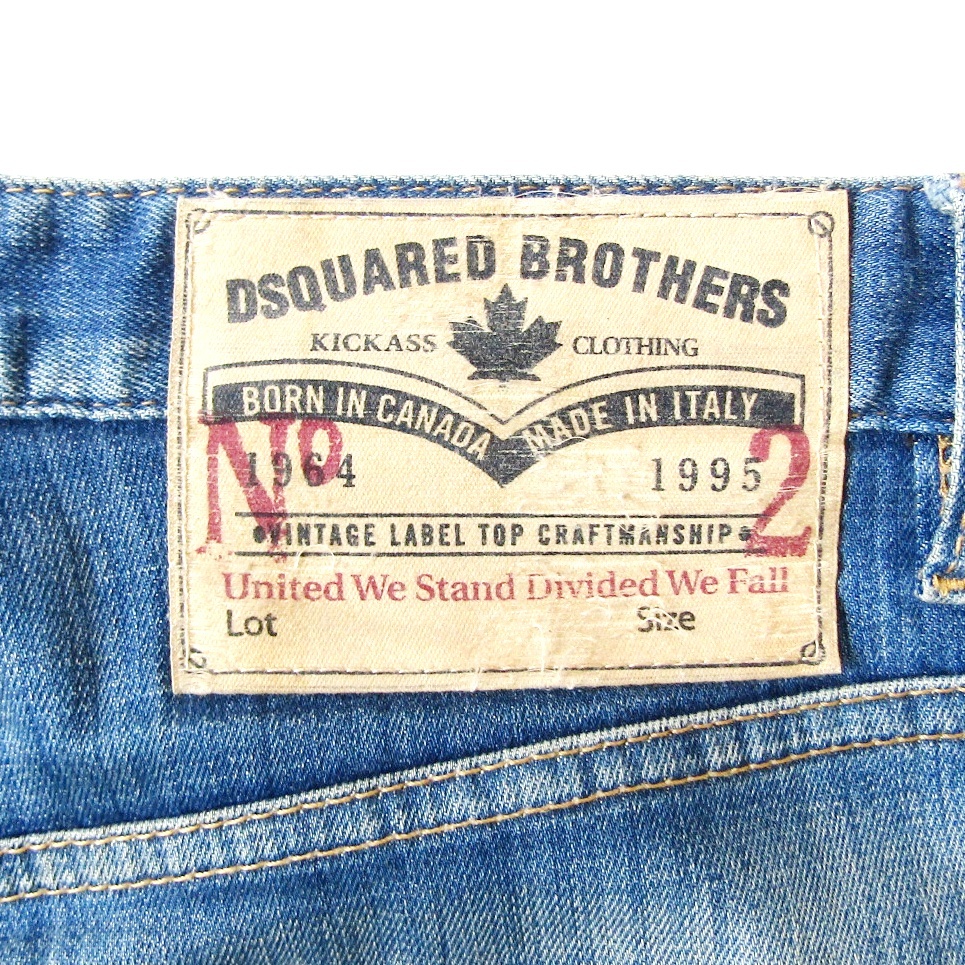 DSQUARED BROTHERS
KICKASS CLOTHING
BORN IN CANADA MADE IN ITALY
Nº 2
1964 1995
VINTAGE LABEL TOP CRAFTMANSHIP
United We Stand Divided We Fall
Lot Size